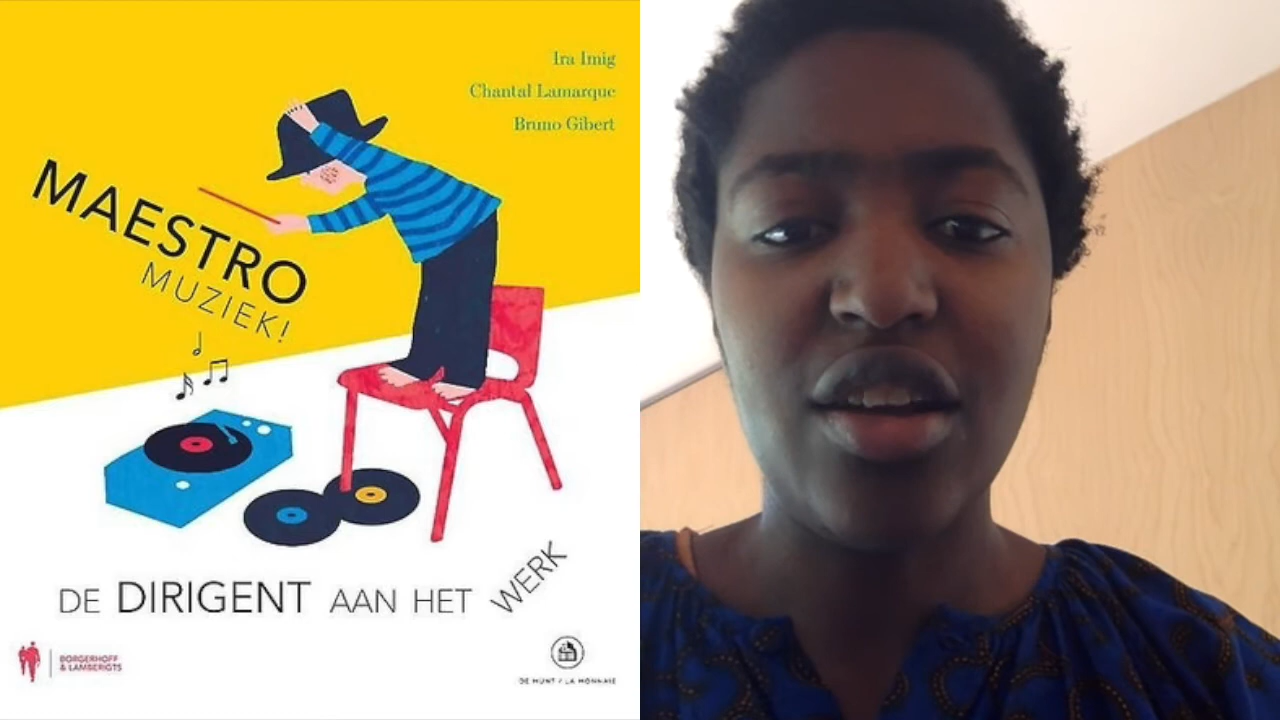 Ira Imig
Chantal Lamarque
Bruno Gibert
MAESTRO
MUZIEK!
DE DIRIGENT AAN HET WERK
BORGERHOFF
& LAMBERIGTS
DE MUNT / LA MONNAIE